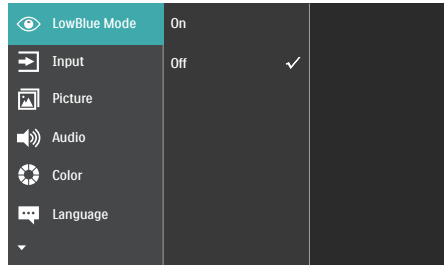 LowBlue Mode
On
Input
Off
Picture
Audio
Color
Language